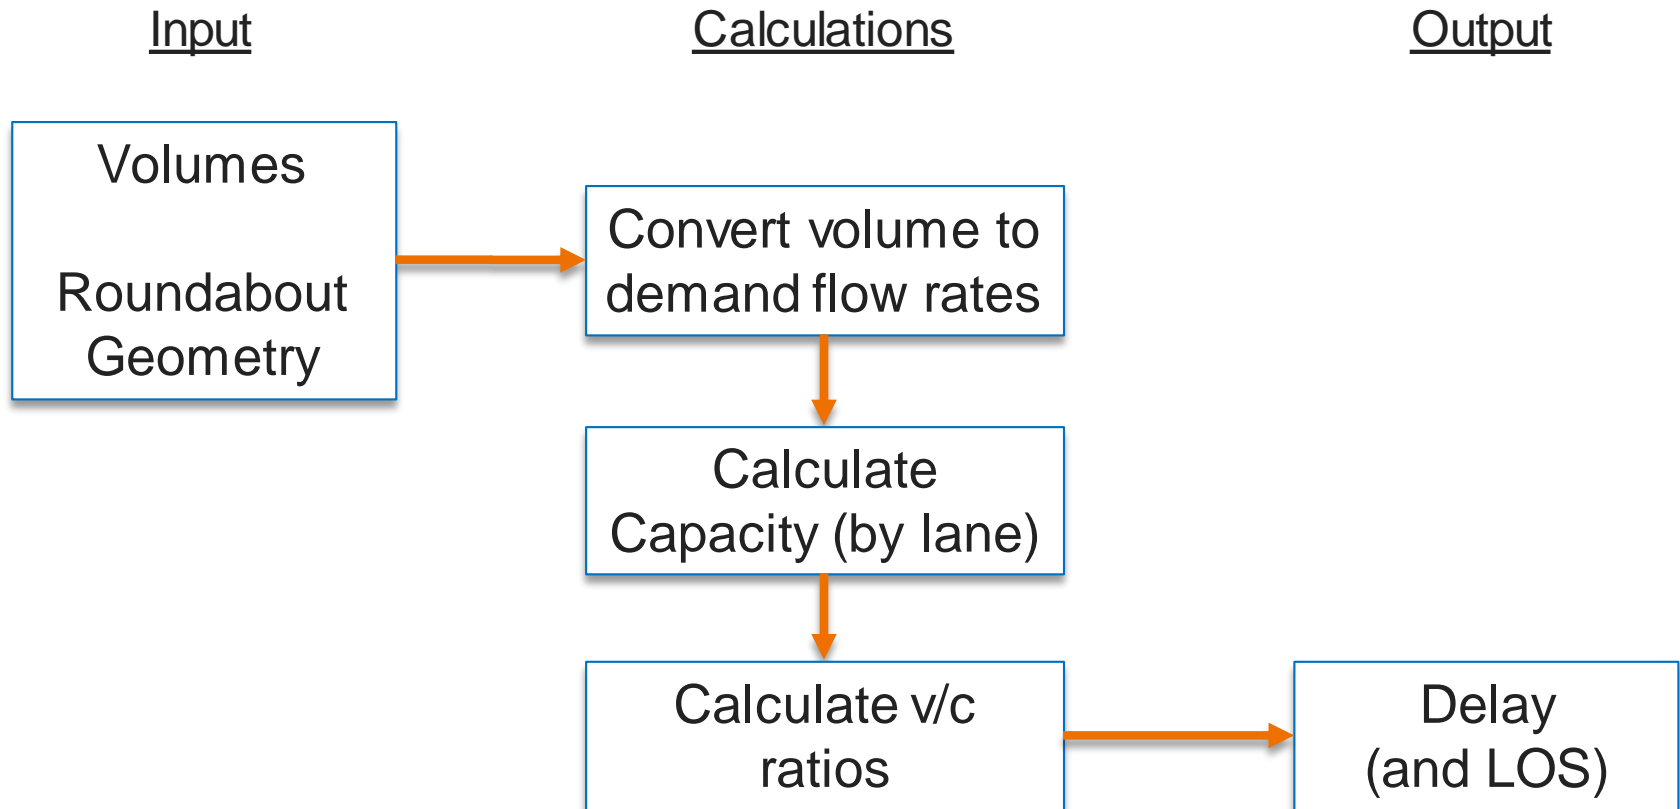 Input
Calculations
Output
Volumes
Roundabout
Geometry
Convert volume to
demand flow rates
Calculate
Capacity (by lane)
Calculate v/c
ratios
Delay
(and LOS)